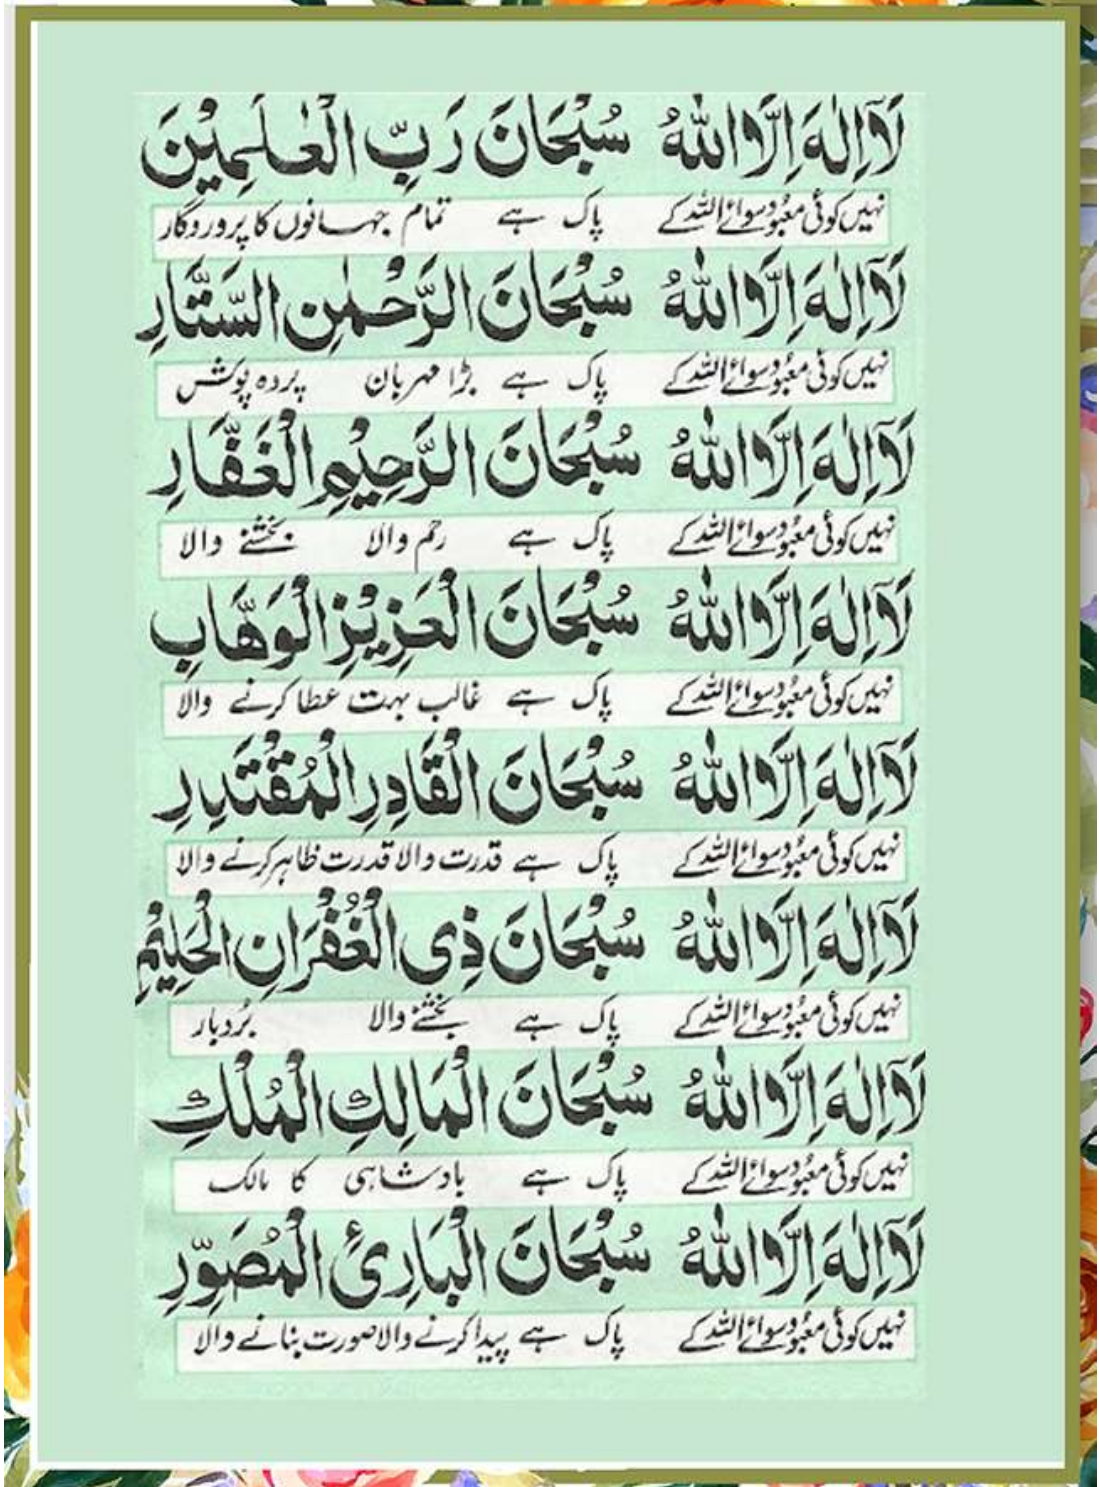 لَآ اِلٰهَ اِلَّا اللّٰهُ سُبْحَانَ رَبِّ الْعٰلَمِيْنَ
نہیں کوئی معبود سوائے اللہ کے پاک ہے تمام جہانوں کا پروردگار
لَآ اِلٰهَ اِلَّا اللّٰهُ سُبْحَانَ الرَّحْمٰنِ السَّتَّارِ
نہیں کوئی معبود سوائے اللہ کے پاک ہے بڑا مہربان پردہ پوش
لَآ اِلٰهَ اِلَّا اللّٰهُ سُبْحَانَ الرَّحِيْمِ الْغَفَّارِ
نہیں کوئی معبود سوائے اللہ کے پاک ہے رحم والا بخشنے والا
لَآ اِلٰهَ اِلَّا اللّٰهُ سُبْحَانَ الْعَزِيْزِ الْوَهَّابِ
نہیں کوئی معبود سوائے اللہ کے پاک ہے غالب بہت عطا کرنے والا
لَآ اِلٰهَ اِلَّا اللّٰهُ سُبْحَانَ الْقَادِرِ الْمُقْتَدِرِ
نہیں کوئی معبود سوائے اللہ کے پاک ہے قدرت والا قدرت ظاہر کرنے والا
لَآ اِلٰهَ اِلَّا اللّٰهُ سُبْحَانَ ذِی الْغُفْرَانِ الْحَلِيْمِ
نہیں کوئی معبود سوائے اللہ کے پاک ہے بخشنے والا بُردبار
لَآ اِلٰهَ اِلَّا اللّٰهُ سُبْحَانَ الْمَالِكِ الْمُلْكِ
نہیں کوئی معبود سوائے اللہ کے پاک ہے بادشاہی کا مالک
لَآ اِلٰهَ اِلَّا اللّٰهُ سُبْحَانَ الْبَارِئِ الْمُصَوِّرِ
نہیں کوئی معبود سوائے اللہ کے پاک ہے پیدا کرنے والا صورت بنانے والا